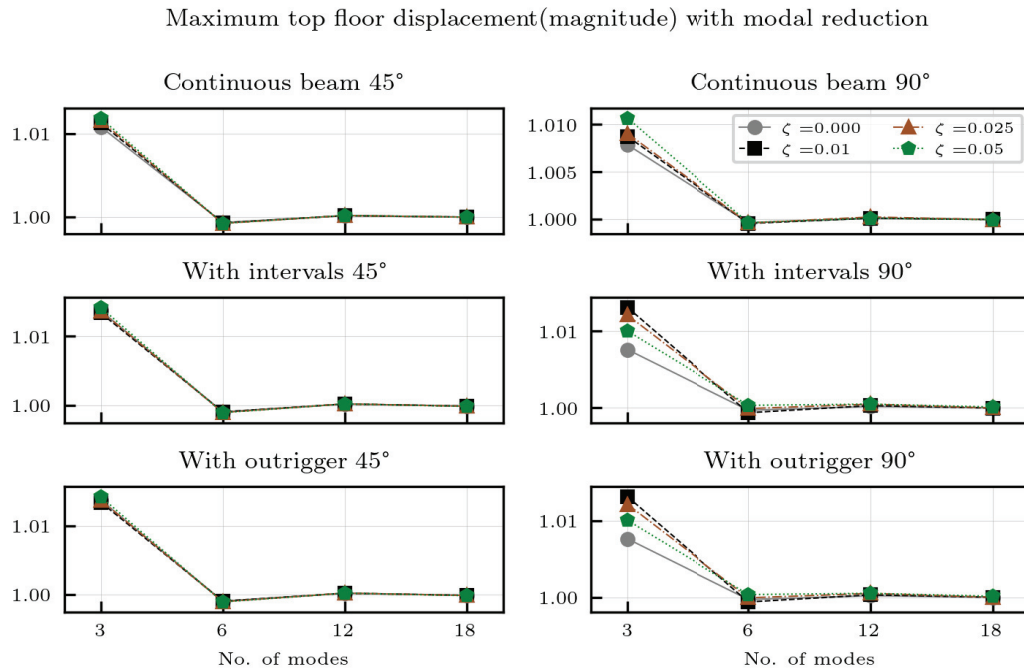 Maximum top floor displacement(magnitude) with modal reduction
Continuous beam 45°
1.01
1.00
Continuous beam 90°
1.010
1.005
1.000
ζ =0.000
ζ =0.025
ζ =0.01
ζ =0.05
With intervals 45°
1.01
1.00
With intervals 90°
1.01
1.00
With outrigger 45°
1.01
1.00
3 6 12 18
No. of modes
With outrigger 90°
1.01
1.00
3 6 12 18
No. of modes